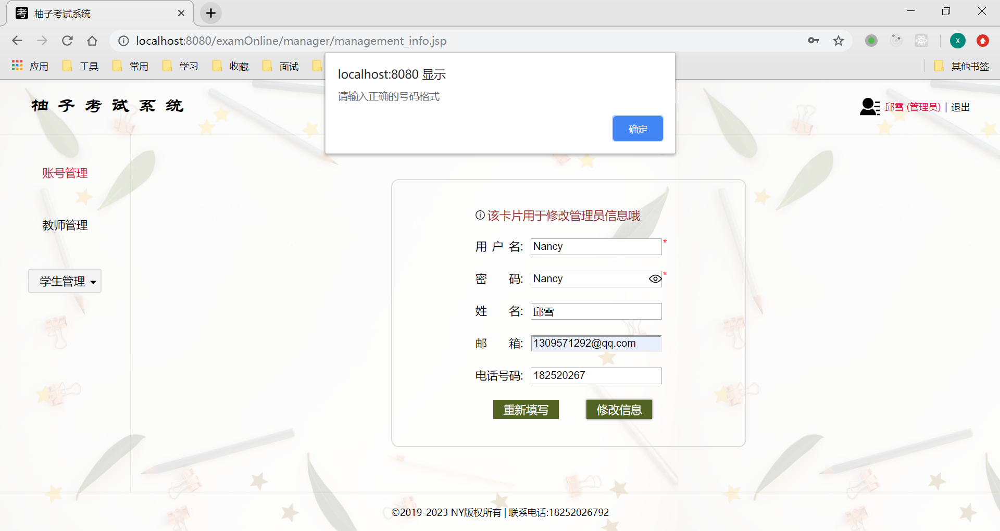 柚子考试系统
localhost:8080/examOnline/manager/management_info.jsp
x
应用 工具 常用 学习 收藏 面试 其他书签
localhost:8080 显示
请输入正确的号码格式
确定
柚子考试系统
邱雪 (管理员) | 退出
账号管理
教师管理
学生管理
该卡片用于修改管理员信息哦
用户名: Nancy *
密码: Nancy *
姓名: 邱雪
邮箱: 1309571292@qq.com
电话号码: 182520267
重新填写 修改信息
©2019-2023 NY版权所有 | 联系电话:18252026792